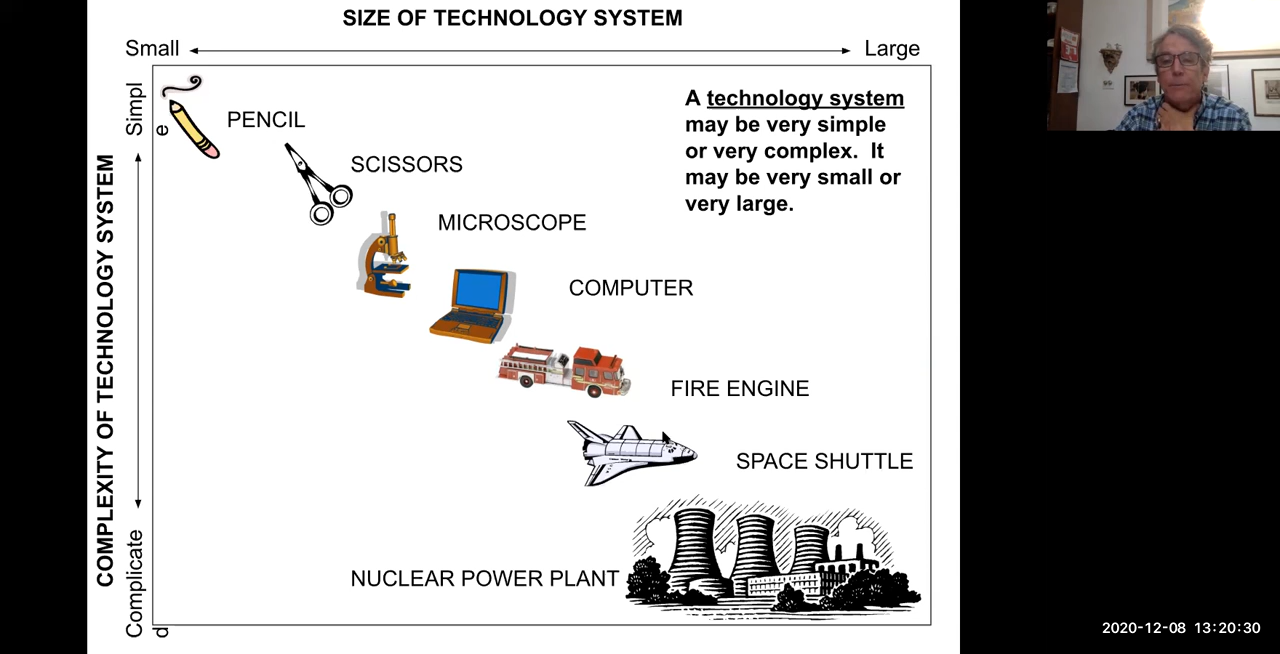 SIZE OF TECHNOLOGY SYSTEM
Small
Large
Simpl
e
COMPLEXITY OF TECHNOLOGY SYSTEM
Complicate
d
PENCIL
SCISSORS
MICROSCOPE
COMPUTER
FIRE ENGINE
SPACE SHUTTLE
NUCLEAR POWER PLANT
A technology system
may be very simple
or very complex.  It
may be very small or
very large.
2020-12-08 13:20:30